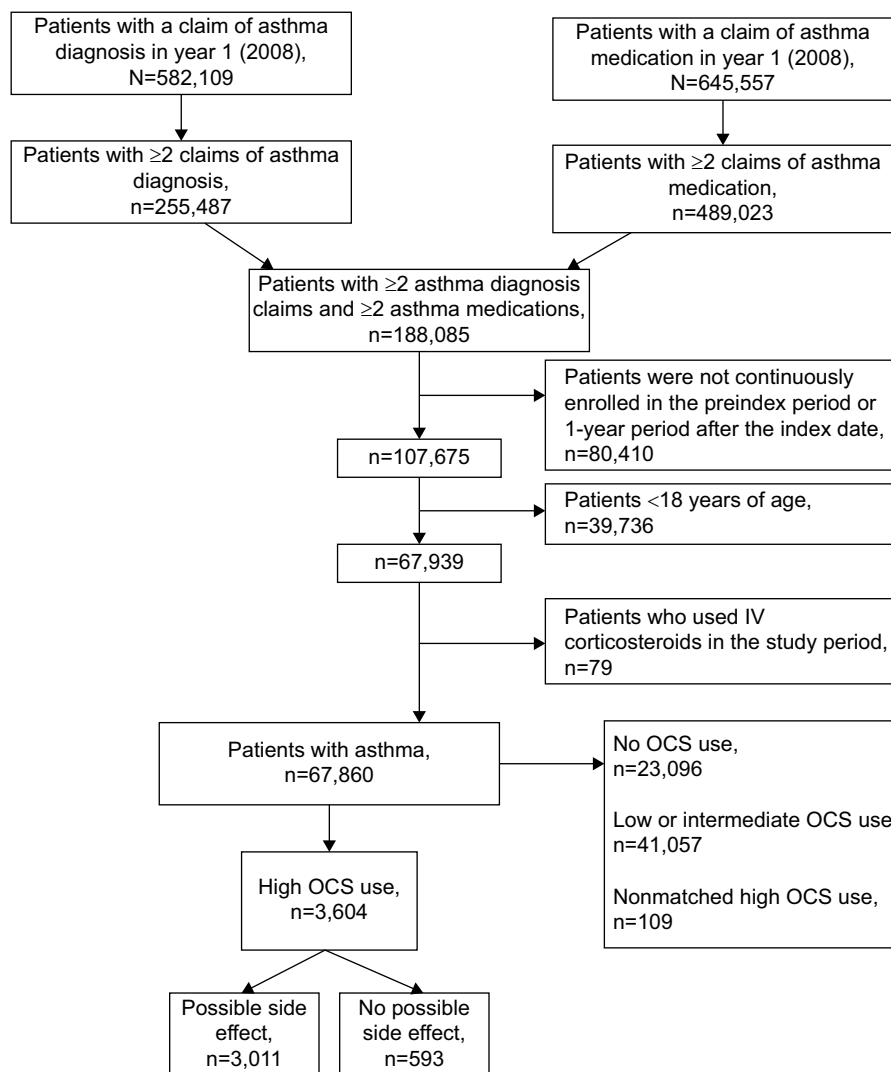 Patients with a claim of asthma
diagnosis in year 1 (2008),
N=582,109
Patients with a claim of asthma
medication in year 1 (2008),
N=645,557
Patients with ≥2 claims of asthma
diagnosis,
n=255,487
Patients with ≥2 claims of asthma
medication,
n=489,023
Patients with ≥2 asthma diagnosis
claims and ≥2 asthma medications,
n=188,085
Patients were not continuously
enrolled in the preindex period or
1-year period after the index date,
n=80,410
n=107,675
Patients <18 years of age,
n=39,736
n=67,939
Patients who used IV
corticosteroids in the study period,
n=79
Patients with asthma,
n=67,860
No OCS use,
n=23,096
Low or intermediate OCS use
n=41,057
Nonmatched high OCS use,
n=109
High OCS use,
n=3,604
Possible side
effect,
n=3,011
No possible
side effect,
n=593